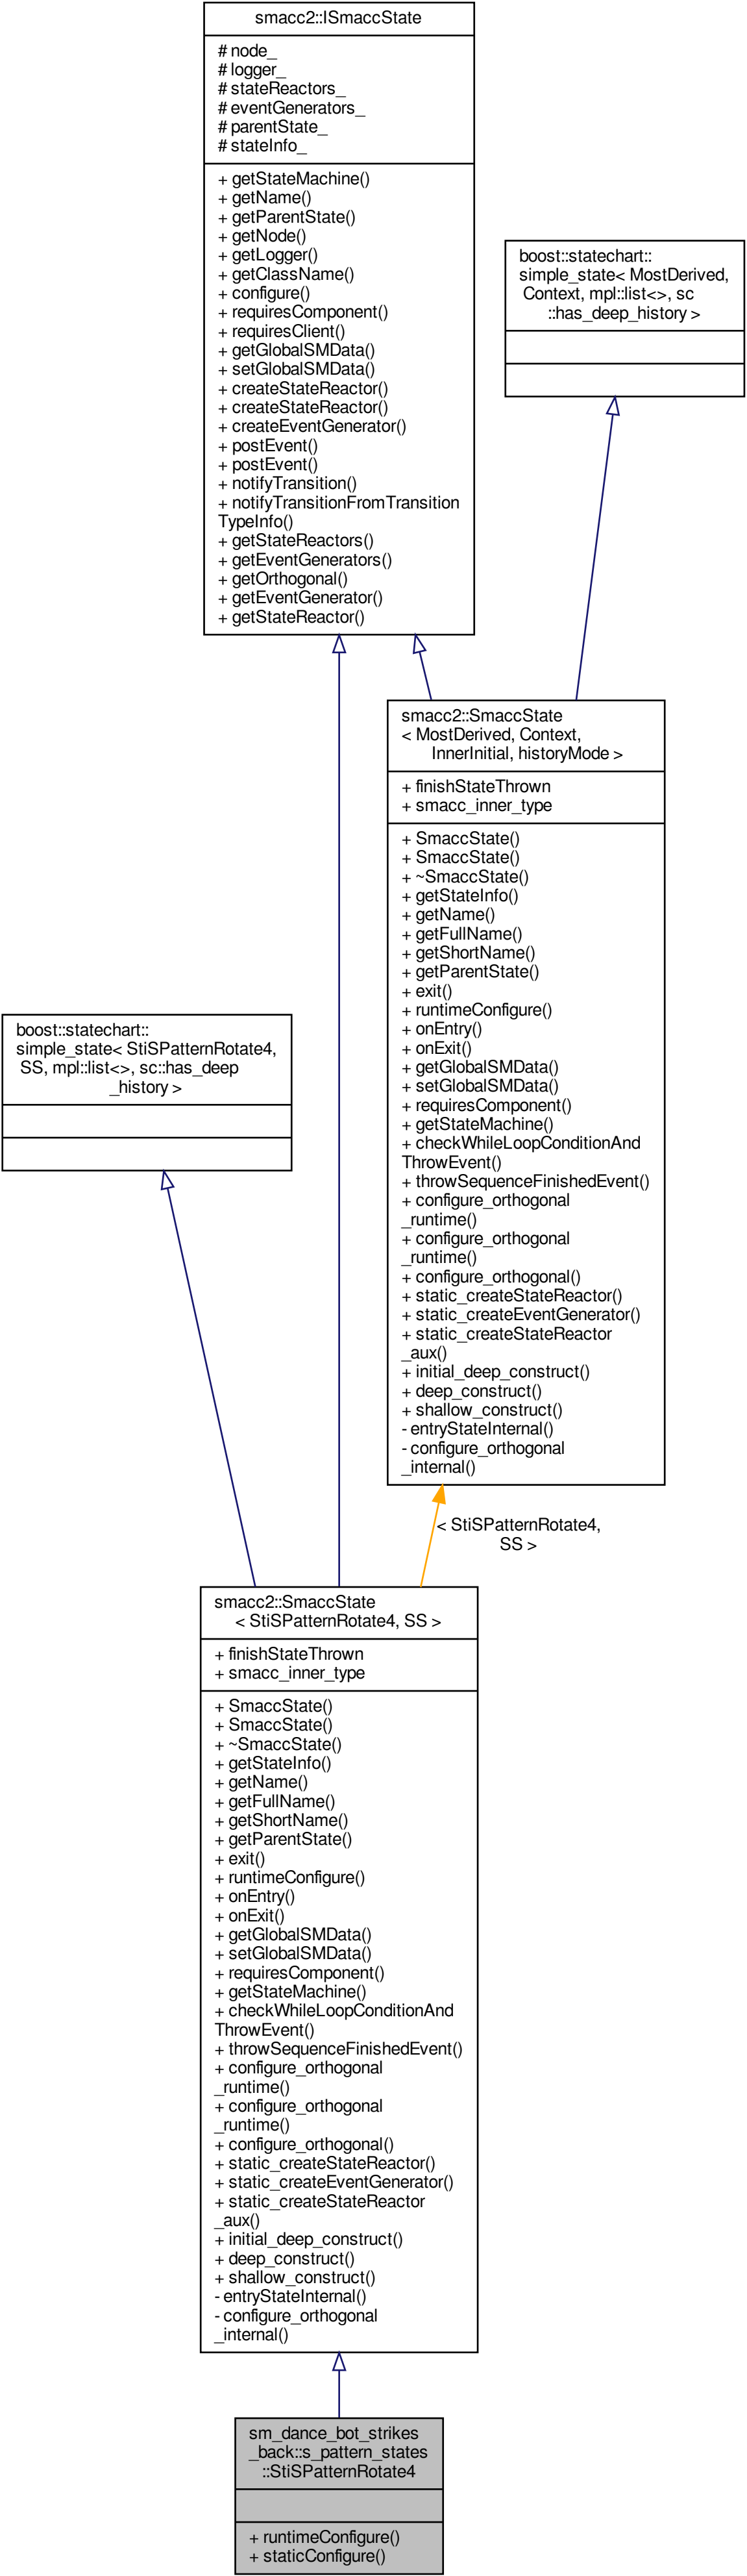 smacc2::ISmaccState
# node_
# logger_
# stateReactors_
# eventGenerators_
# parentState_
# stateInfo_
+ getStateMachine()
+ getName()
+ getParentState()
+ getNode()
+ getLogger()
+ getClassName()
+ configure()
+ requiresComponent()
+ requiresClient()
+ getGlobalSMData()
+ setGlobalSMData()
+ createStateReactor()
+ createStateReactor()
+ createEventGenerator()
+ postEvent()
+ postEvent()
+ notifyTransition()
+ notifyTransitionFromTransition
TypeInfo()
+ getStateReactors()
+ getEventGenerators()
+ getOrthogonal()
+ getEventGenerator()
+ getStateReactor()
boost::statechart::
simple_state< MostDerived,
Context, mpl::list<>, sc
::has_deep_history >
smacc2::SmaccState
< MostDerived, Context,
InnerInitial, historyMode >
+ finishStateThrown
+ smacc_inner_type
+ SmaccState()
+ SmaccState()
+ ~SmaccState()
+ getStateInfo()
+ getName()
+ getFullName()
+ getShortName()
+ getParentState()
+ exit()
+ runtimeConfigure()
+ onEntry()
+ onExit()
+ getGlobalSMData()
+ setGlobalSMData()
+ requiresComponent()
+ getStateMachine()
+ checkWhileLoopConditionAnd
ThrowEvent()
+ throwSequenceFinishedEvent()
+ configure_orthogonal
_runtime()
+ configure_orthogonal
_runtime()
+ configure_orthogonal()
+ static_createStateReactor()
+ static_createEventGenerator()
+ static_createStateReactor
_aux()
+ initial_deep_construct()
+ deep_construct()
+ shallow_construct()
- entryStateInternal()
- configure_orthogonal
_internal()
boost::statechart::
simple_state< StiSPatternRotate4,
SS, mpl::list<>, sc::has_deep
_history >
< StiSPatternRotate4,
SS >
smacc2::SmaccState
< StiSPatternRotate4, SS >
+ finishStateThrown
+ smacc_inner_type
+ SmaccState()
+ SmaccState()
+ ~SmaccState()
+ getStateInfo()
+ getName()
+ getFullName()
+ getShortName()
+ getParentState()
+ exit()
+ runtimeConfigure()
+ onEntry()
+ onExit()
+ getGlobalSMData()
+ setGlobalSMData()
+ requiresComponent()
+ getStateMachine()
+ checkWhileLoopConditionAnd
ThrowEvent()
+ throwSequenceFinishedEvent()
+ configure_orthogonal
_runtime()
+ configure_orthogonal
_runtime()
+ configure_orthogonal()
+ static_createStateReactor()
+ static_createEventGenerator()
+ static_createStateReactor
_aux()
+ initial_deep_construct()
+ deep_construct()
+ shallow_construct()
- entryStateInternal()
- configure_orthogonal
_internal()
sm_dance_bot_strikes
_back::s_pattern_states
::StiSPatternRotate4
+ runtimeConfigure()
+ staticConfigure()